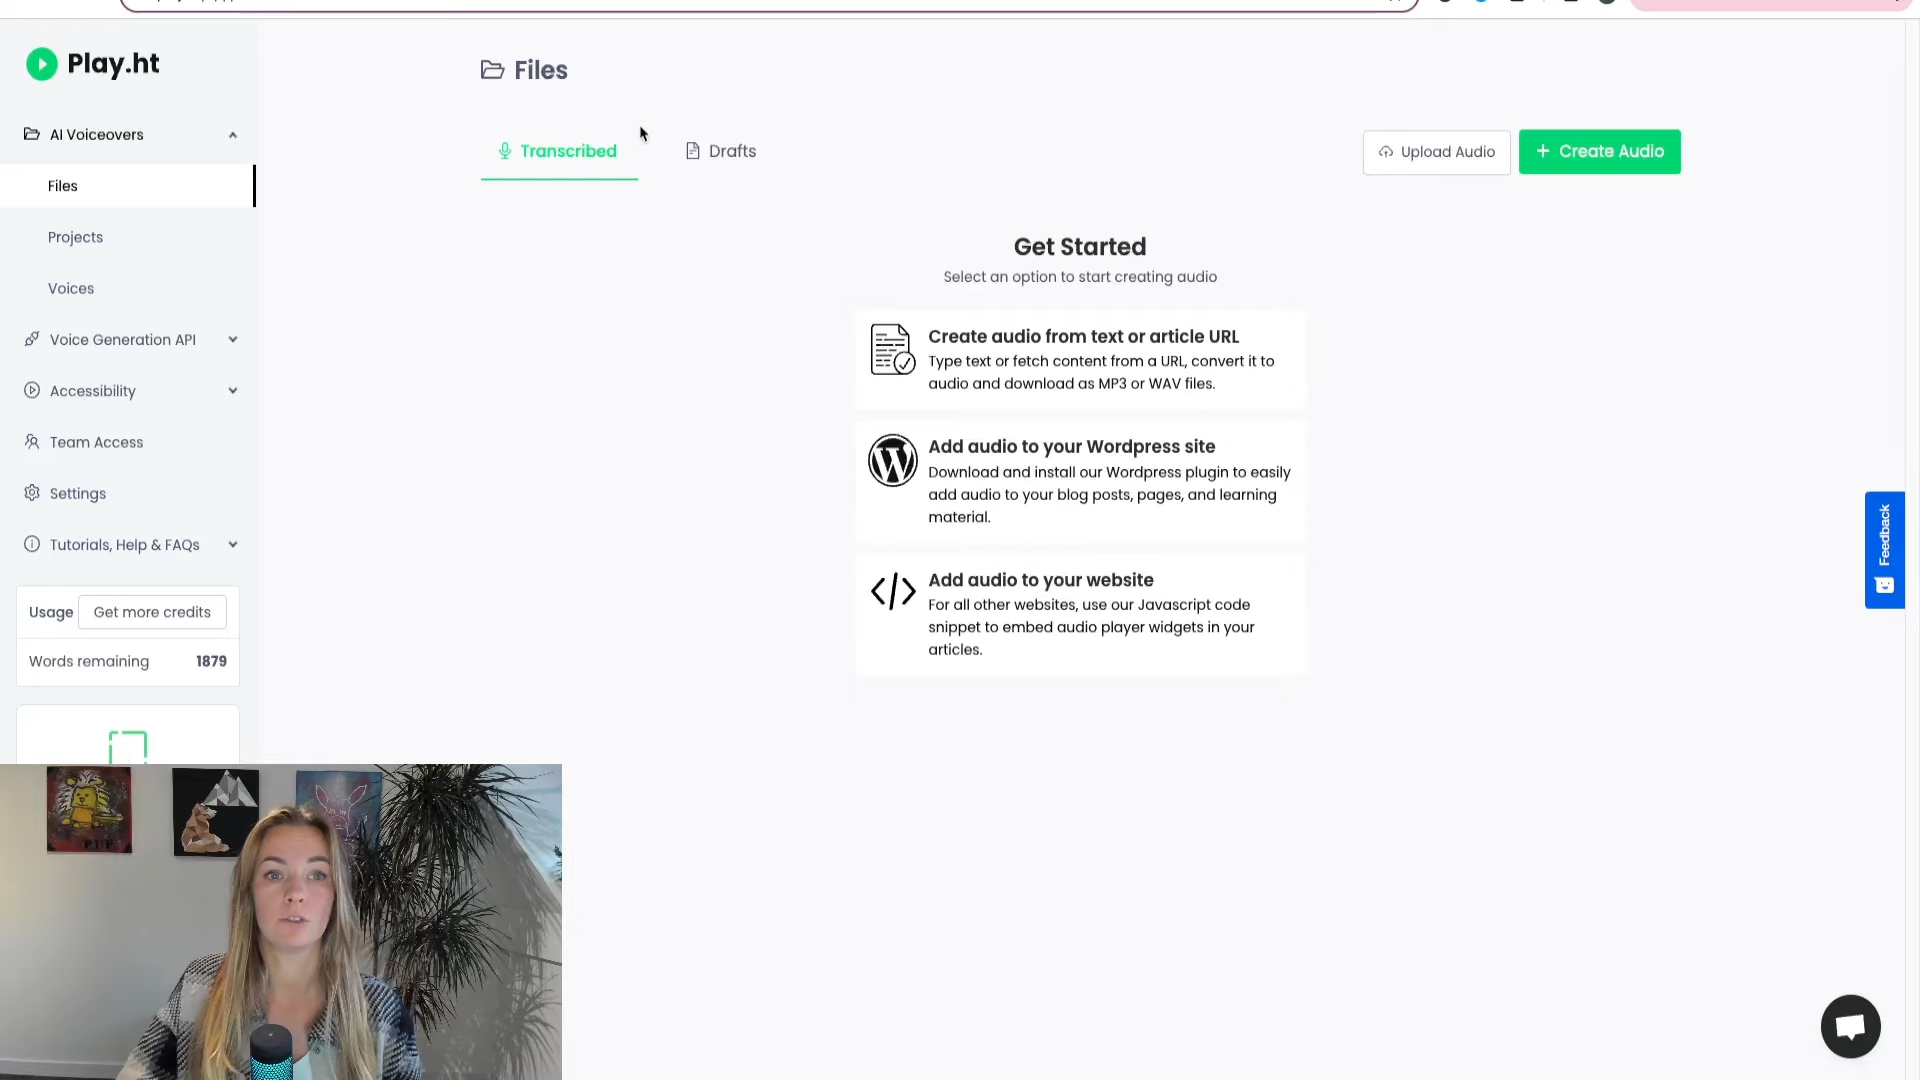 Play.ht
AI Voiceovers
Files
Projects
Voices
Voice Generation API
Accessibility
Team Access
Settings
Tutorials, Help & FAQs
Usage
Get more credits
Words remaining
1879
Files
Transcribed
Drafts
Upload Audio
+ Create Audio
Get Started
Select an option to start creating audio
Create audio from text or article URL
Type text or fetch content from a URL, convert it to
audio and download as MP3 or WAV files.
Add audio to your Wordpress site
Download and install our Wordpress plugin to easily
add audio to your blog posts, pages, and learning
material.
Add audio to your website
For all other websites, use our Javascript code
snippet to embed audio player widgets in your
articles.
Feedback